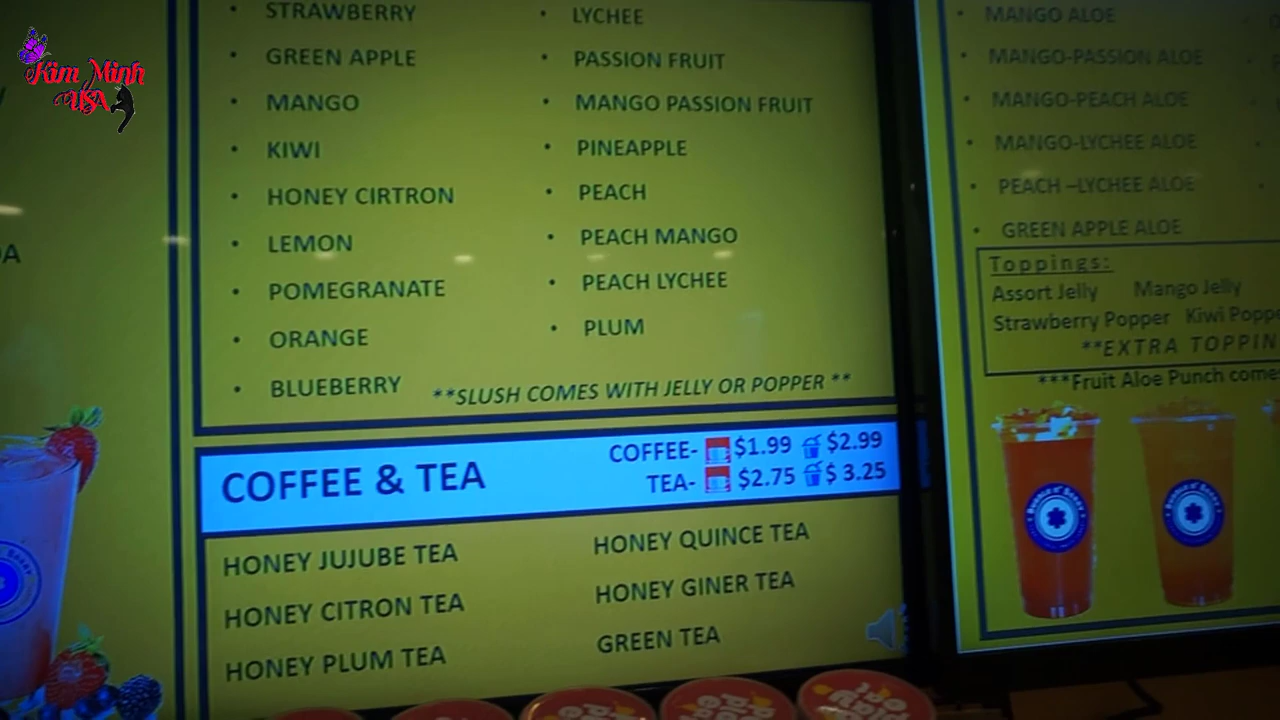 Kim Minh
USA
STRAWBERRY
GREEN APPLE
MANGO
KIWI
HONEY CIRTRON
LEMON
POMEGRANATE
ORANGE
BLUEBERRY
LYCHEE
PASSION FRUIT
MANGO PASSION FRUIT
PINEAPPLE
PEACH
PEACH MANGO
PEACH LYCHEE
PLUM
**SLUSH COMES WITH JELLY OR POPPER **
COFFEE & TEA
COFFEE- $1.99 $2.99
TEA- $2.75 $ 3.25
HONEY JUJUBE TEA
HONEY CITRON TEA
HONEY PLUM TEA
HONEY QUINCE TEA
HONEY GINER TEA
GREEN TEA
MANGO ALOE
MANGO-PASSION ALOE
MANGO-PEACH ALOE
MANGO-LYCHEE ALOE
PEACH –LYCHEE ALOE
GREEN APPLE ALOE
Toppings:
Assort Jelly Mango Jelly
Strawberry Popper Kiwi Poppe
**EXTRA TOPPIN
***Fruit Aloe Punch comes